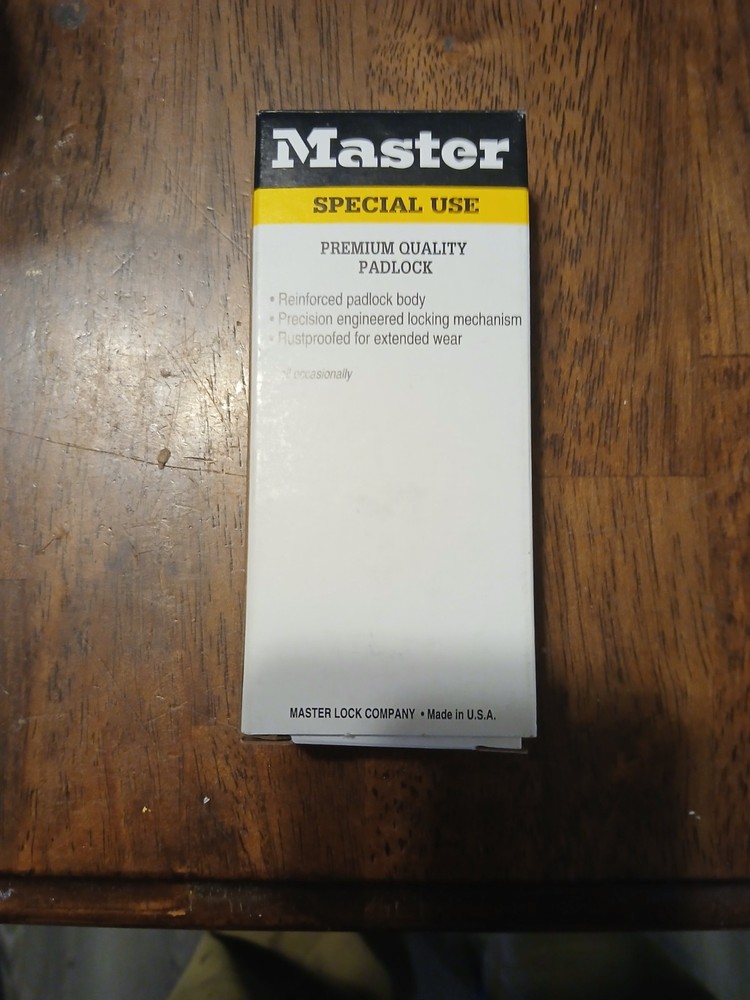 Master
SPECIAL USE
PREMIUM QUALITY
PADLOCK
• Reinforced padlock body
• Precision engineered locking mechanism
• Rustproofed for extended wear
occasionally
MASTER LOCK COMPANY • Made in U.S.A.